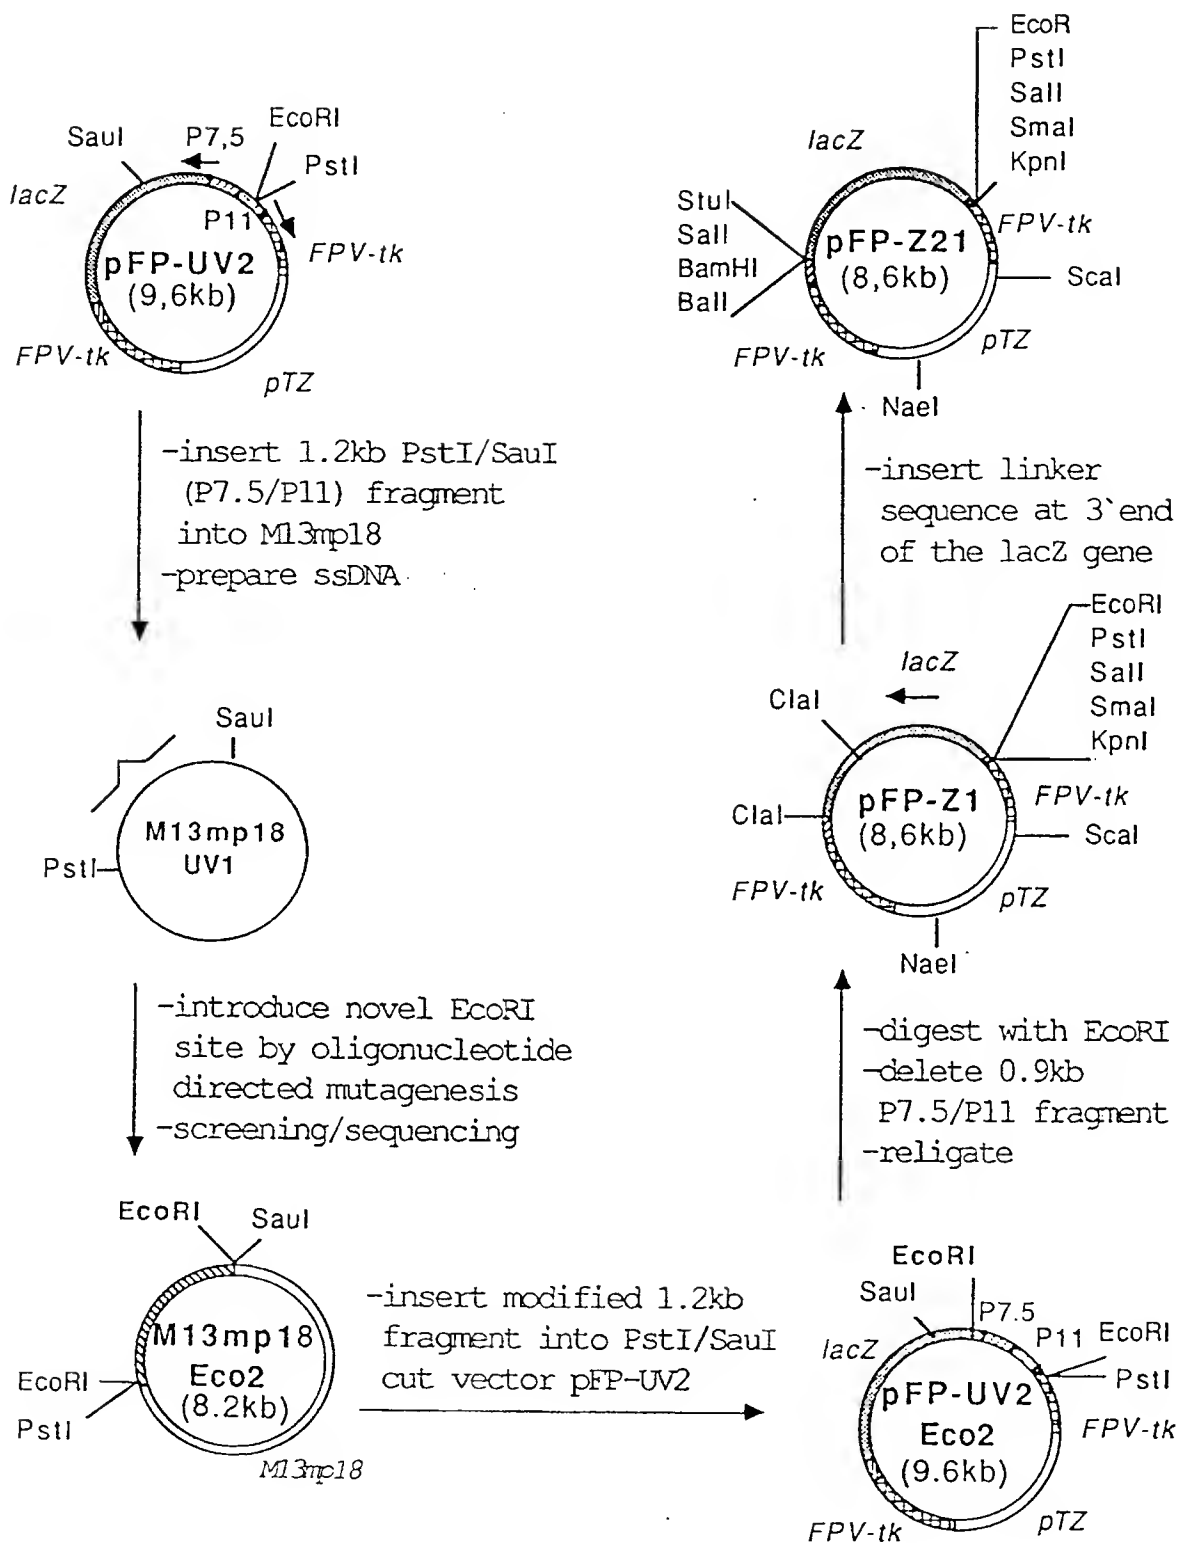 SauI
P7,5
EcoRI
PstI
lacZ
P11
FPV-tk
pFP-UV2
(9,6kb)
FPV-tk
pTZ
-insert 1.2kb PstI/SauI
(P7.5/P11) fragment
into M13mp18
-prepare ssDNA
SauI
M13mp18
UV1
PstI
-introduce novel EcoRI
site by oligonucleotide
directed mutagenesis
-screening/sequencing
EcoRI
SauI
M13mp18
Eco2
(8.2kb)
EcoRI
PstI
M13mp18
-insert modified 1.2kb
fragment into PstI/SauI
cut vector pFP-UV2
EcoRI
SauI
P7.5
P11
EcoRI
PstI
lacZ
pFP-UV2
Eco2
(9.6kb)
FPV-tk
FPV-tk
pTZ
-digest with EcoRI
-delete 0.9kb
P7.5/P11 fragment
-religate
lacZ
ClaI
EcoRI
PstI
SalI
SmaI
KpnI
ClaI
pFP-Z1
(8,6kb)
FPV-tk
ScaI
FPV-tk
pTZ
NaeI
-insert linker
sequence at 3`end
of the lacZ gene
EcoR
PstI
SalI
SmaI
KpnI
lacZ
StuI
SalI
BamHI
BalI
pFP-Z21
(8,6kb)
FPV-tk
ScaI
FPV-tk
pTZ
NaeI